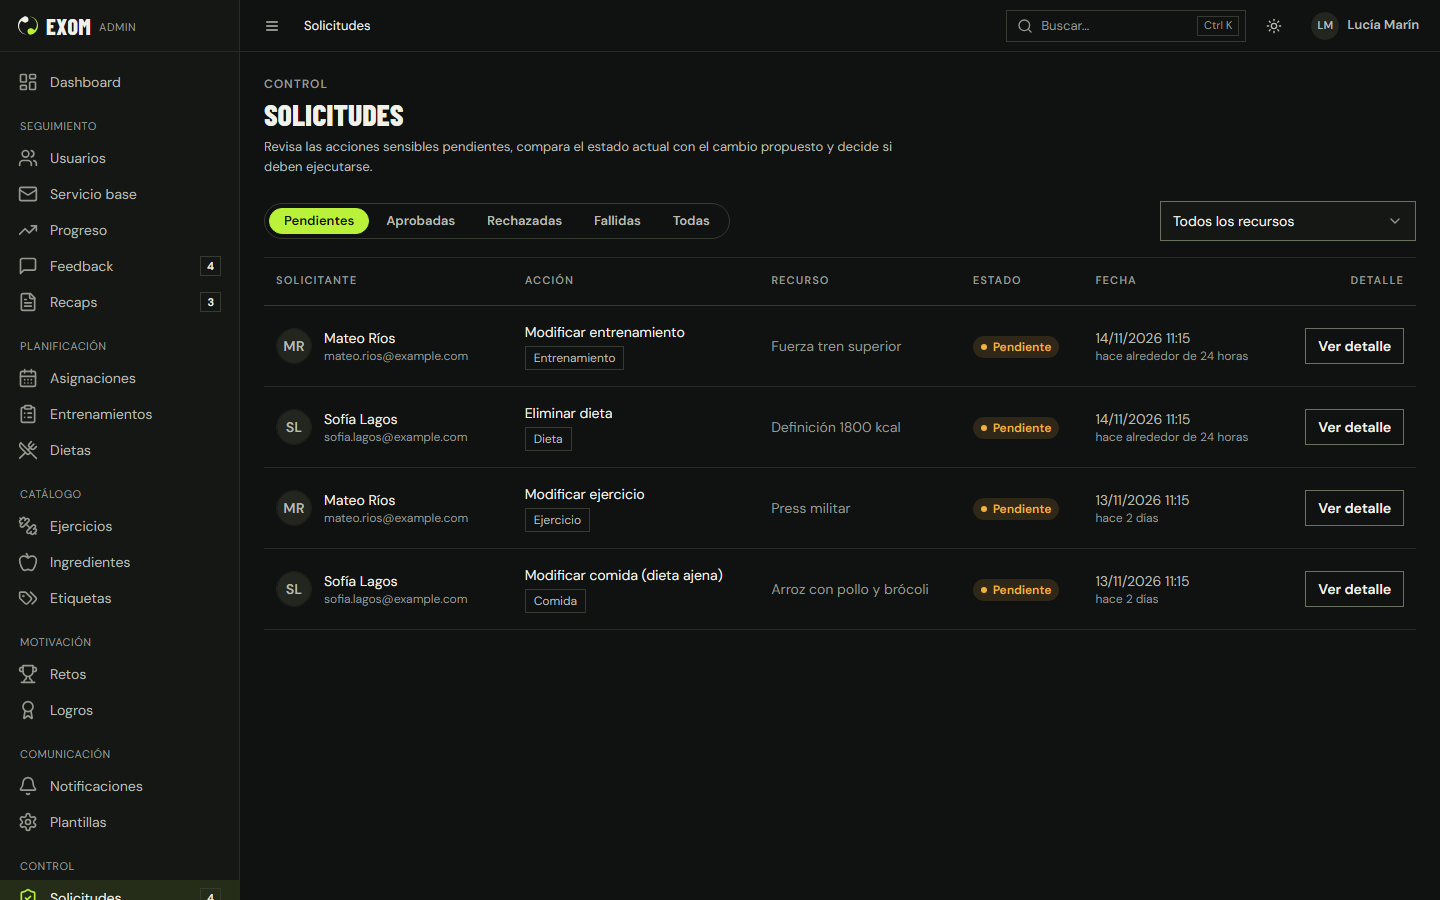 EXOM ADMIN
Solicitudes
Buscar...
Ctrl K
LM
Lucía Marín
Dashboard
SEGUIMIENTO
Usuarios
Servicio base
Progreso
Feedback 4
Recaps 3
PLANIFICACIÓN
Asignaciones
Entrenamientos
Dietas
CATÁLOGO
Ejercicios
Ingredientes
Etiquetas
MOTIVACIÓN
Retos
Logros
COMUNICACIÓN
Notificaciones
Plantillas
CONTROL
Solicitudes 4
CONTROL
SOLICITUDES
Revisa las acciones sensibles pendientes, compara el estado actual con el cambio propuesto y decide si
deben ejecutarse.
Pendientes Aprobadas Rechazadas Fallidas Todas
Todos los recursos
SOLICITANTE ACCIÓN RECURSO ESTADO FECHA DETALLE
MR
Mateo Ríos
mateo.rios@example.com
Modificar entrenamiento
Entrenamiento
Fuerza tren superior
Pendiente
14/11/2026 11:15
hace alrededor de 24 horas
Ver detalle
SL
Sofía Lagos
sofia.lagos@example.com
Eliminar dieta
Dieta
Definición 1800 kcal
Pendiente
14/11/2026 11:15
hace alrededor de 24 horas
Ver detalle
MR
Mateo Ríos
mateo.rios@example.com
Modificar ejercicio
Ejercicio
Press militar
Pendiente
13/11/2026 11:15
hace 2 días
Ver detalle
SL
Sofía Lagos
sofia.lagos@example.com
Modificar comida (dieta ajena)
Comida
Arroz con pollo y brócoli
Pendiente
13/11/2026 11:15
hace 2 días
Ver detalle